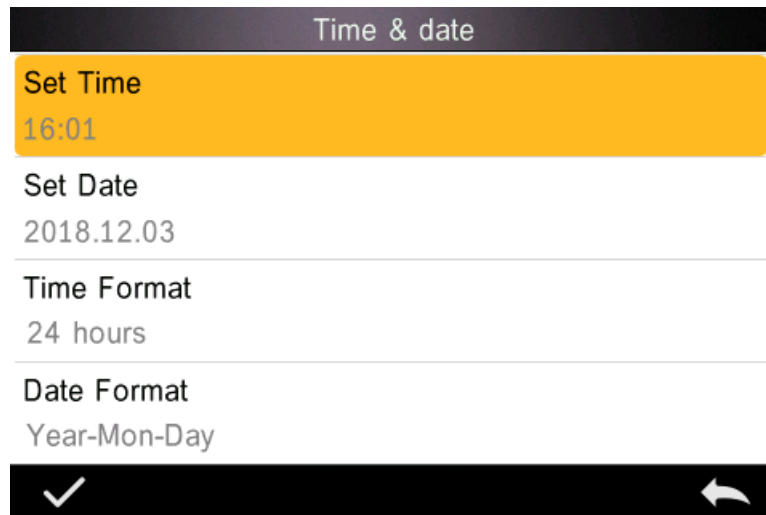 Time & date
Set Time
16:01
Set Date
2018.12.03
Time Format
24 hours
Date Format
Year-Mon-Day